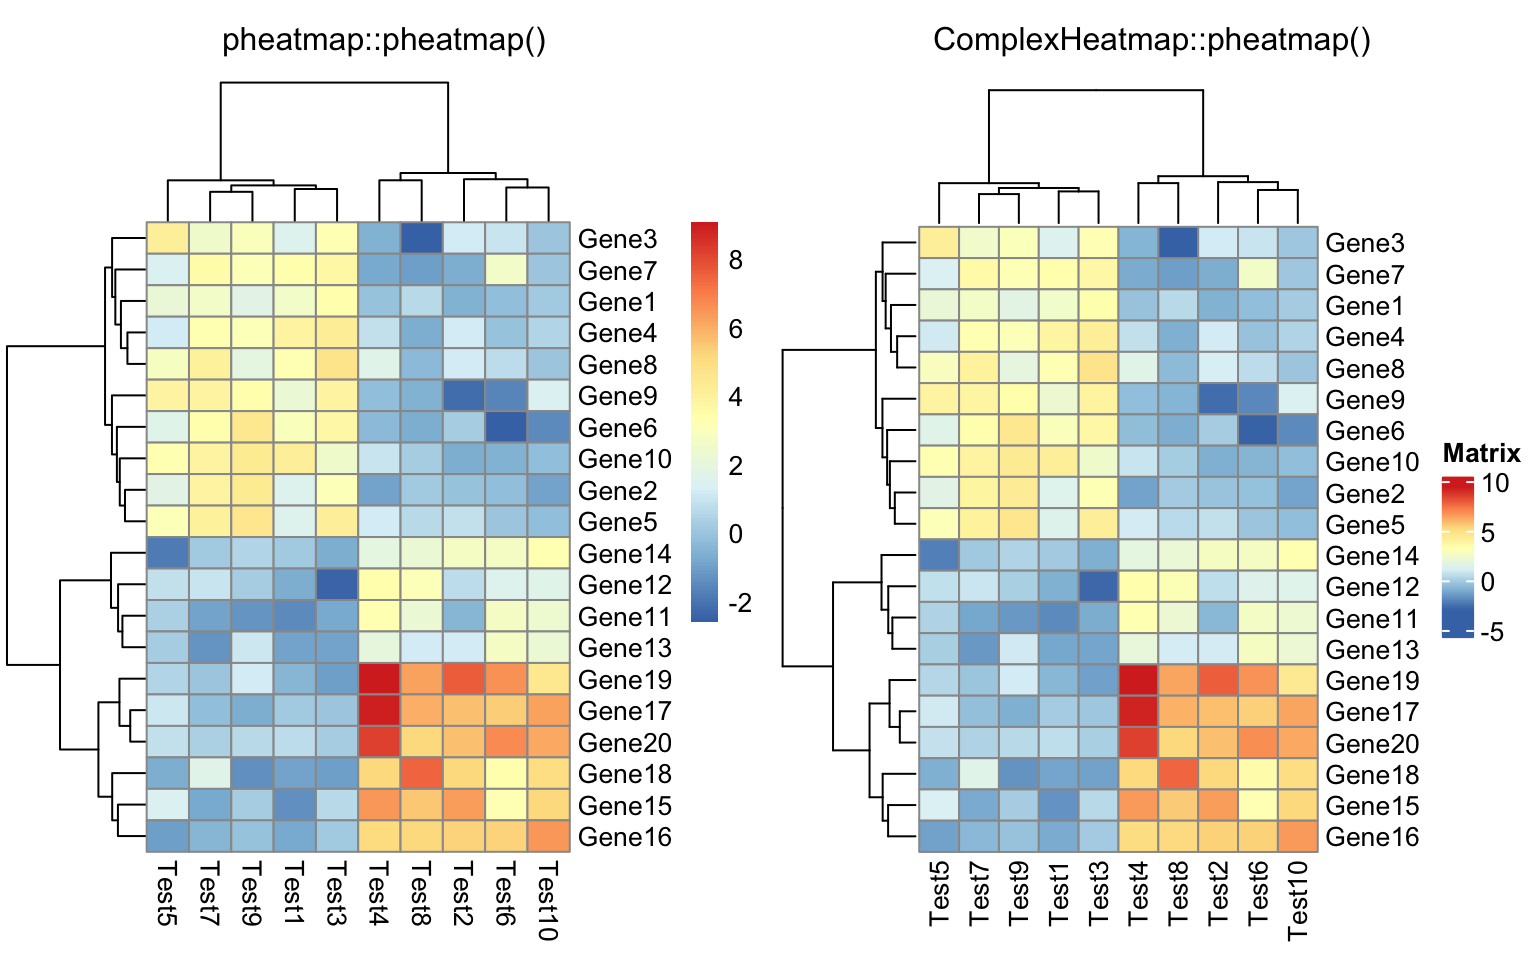 pheatmap::pheatmap()
Gene3
Gene7
Gene1
Gene4
Gene8
Gene9
Gene6
Gene10
Gene2
Gene5
Gene14
Gene12
Gene11
Gene13
Gene19
Gene17
Gene20
Gene18
Gene15
Gene16
Test5
Test7
Test9
Test1
Test3
Test4
Test8
Test2
Test6
Test10
8
6
4
2
0
-2
ComplexHeatmap::pheatmap()
Gene3
Gene7
Gene1
Gene4
Gene8
Gene9
Gene6
Gene10
Gene2
Gene5
Gene14
Gene12
Gene11
Gene13
Gene19
Gene17
Gene20
Gene18
Gene15
Gene16
Test5
Test7
Test9
Test1
Test3
Test4
Test8
Test2
Test6
Test10
Matrix
10
5
0
-5